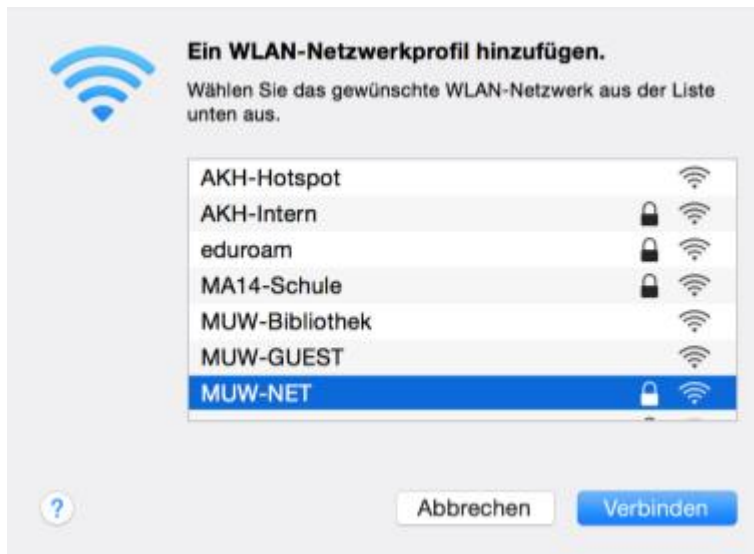 Ein WLAN-Netzwerkprofil hinzufügen.
Wählen Sie das gewünschte WLAN-Netzwerk aus der Liste
unten aus.
AKH-Hotspot
AKH-Intern
eduroam
MA14-Schule
MUW-Bibliothek
MUW-GUEST
MUW-NET
? Abbrechen Verbinden